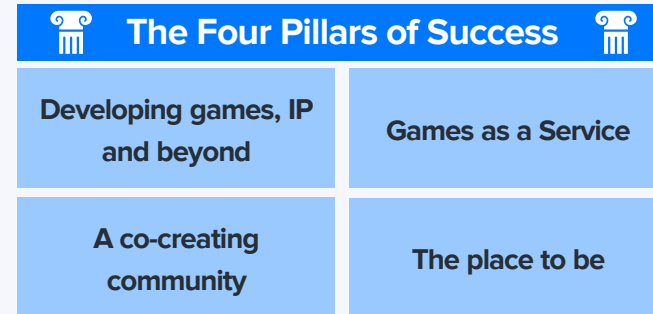 The Four Pillars of Success
Developing games, IP
and beyond
Games as a Service
A co-creating
community
The place to be